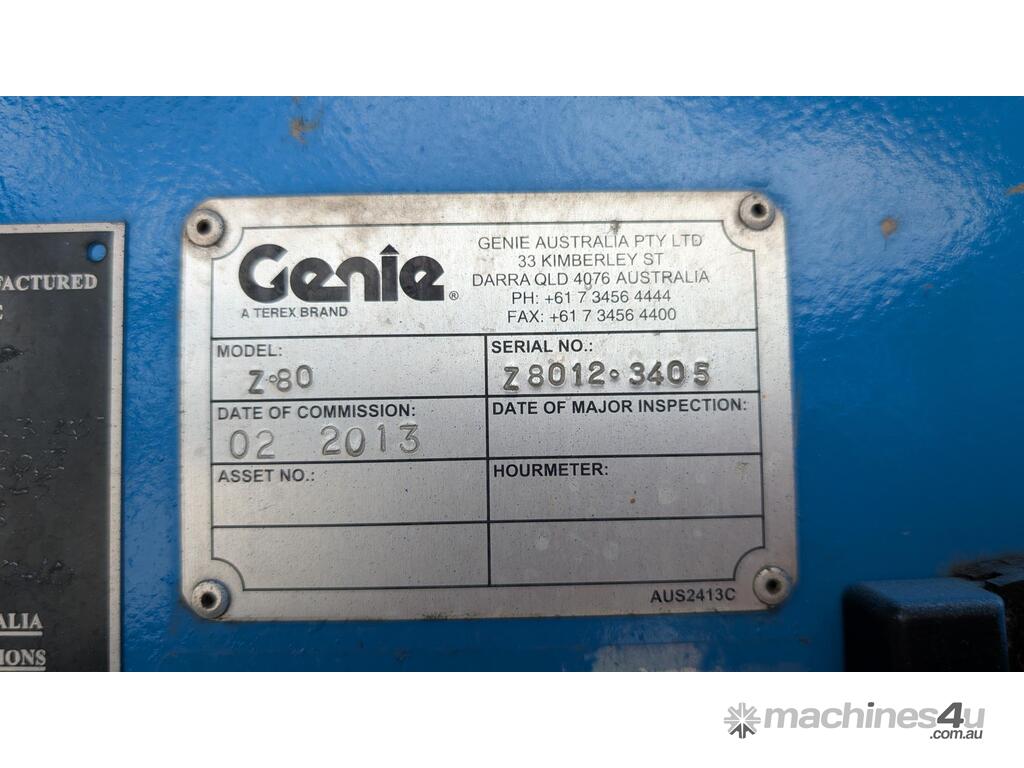 FACTURED
ALIA
IONS
Genie®
A TEREX BRAND
GENIE AUSTRALIA PTY LTD
33 KIMBERLEY ST
DARRA QLD 4076 AUSTRALIA
PH: +61 7 3456 4444
FAX: +61 7 3456 4400
MODEL:
Z-80
SERIAL NO.:
Z8012-3405
DATE OF COMMISSION:
02 2013
DATE OF MAJOR INSPECTION:
ASSET NO.:
HOURMETER:
AUS2413C
machines4u
.com.au